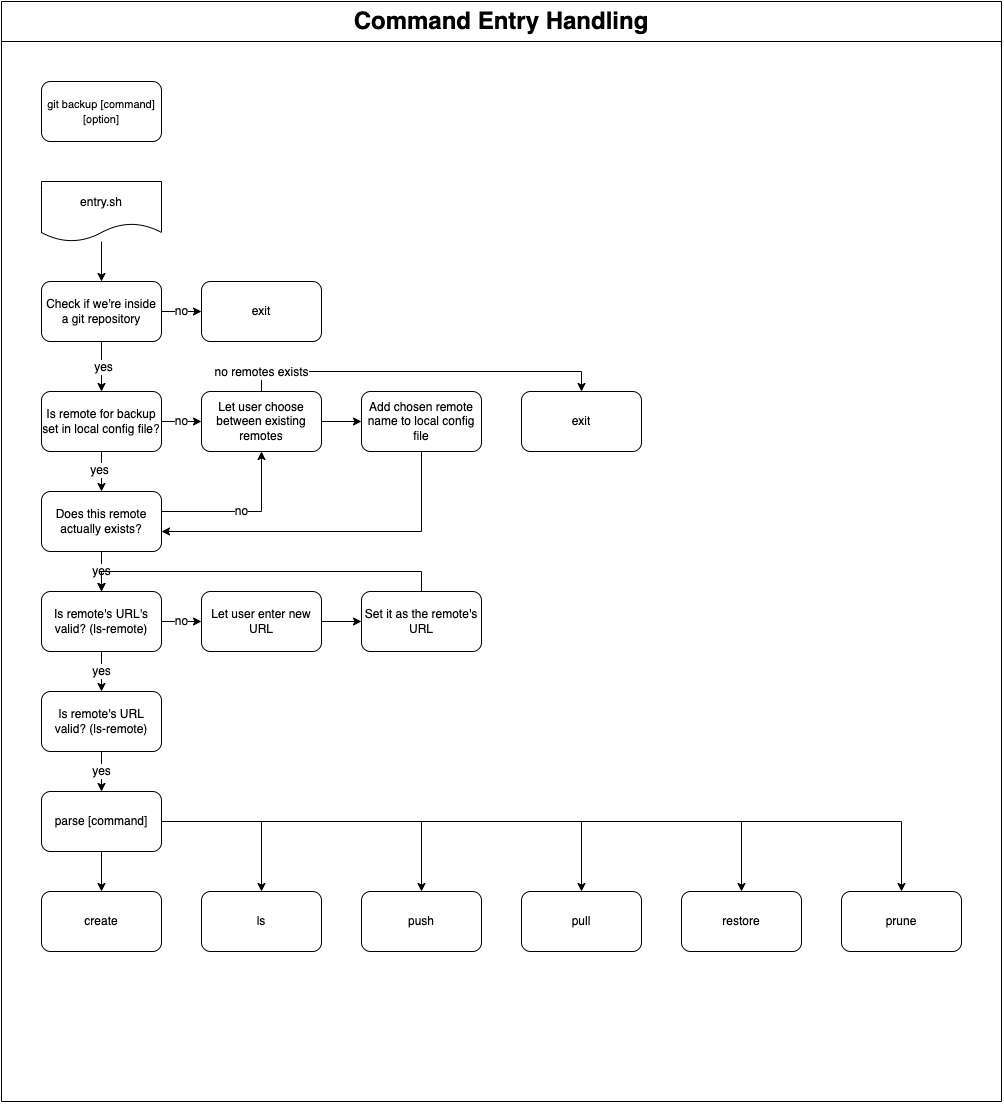 Command Entry Handling
git backup [command]
[option]
entry.sh
Check if we're inside
a git repository
no
exit
yes
no remotes exists
Is remote for backup
set in local config file?
no
Let user choose
between existing
remotes
Add chosen remote
name to local config
file
exit
yes
Does this remote
actually exists?
no
yes
Is remote's URL's
valid? (ls-remote)
no
Let user enter new
URL
Set it as the remote's
URL
yes
Is remote's URL
valid? (ls-remote)
yes
parse [command]
create
ls
push
pull
restore
prune